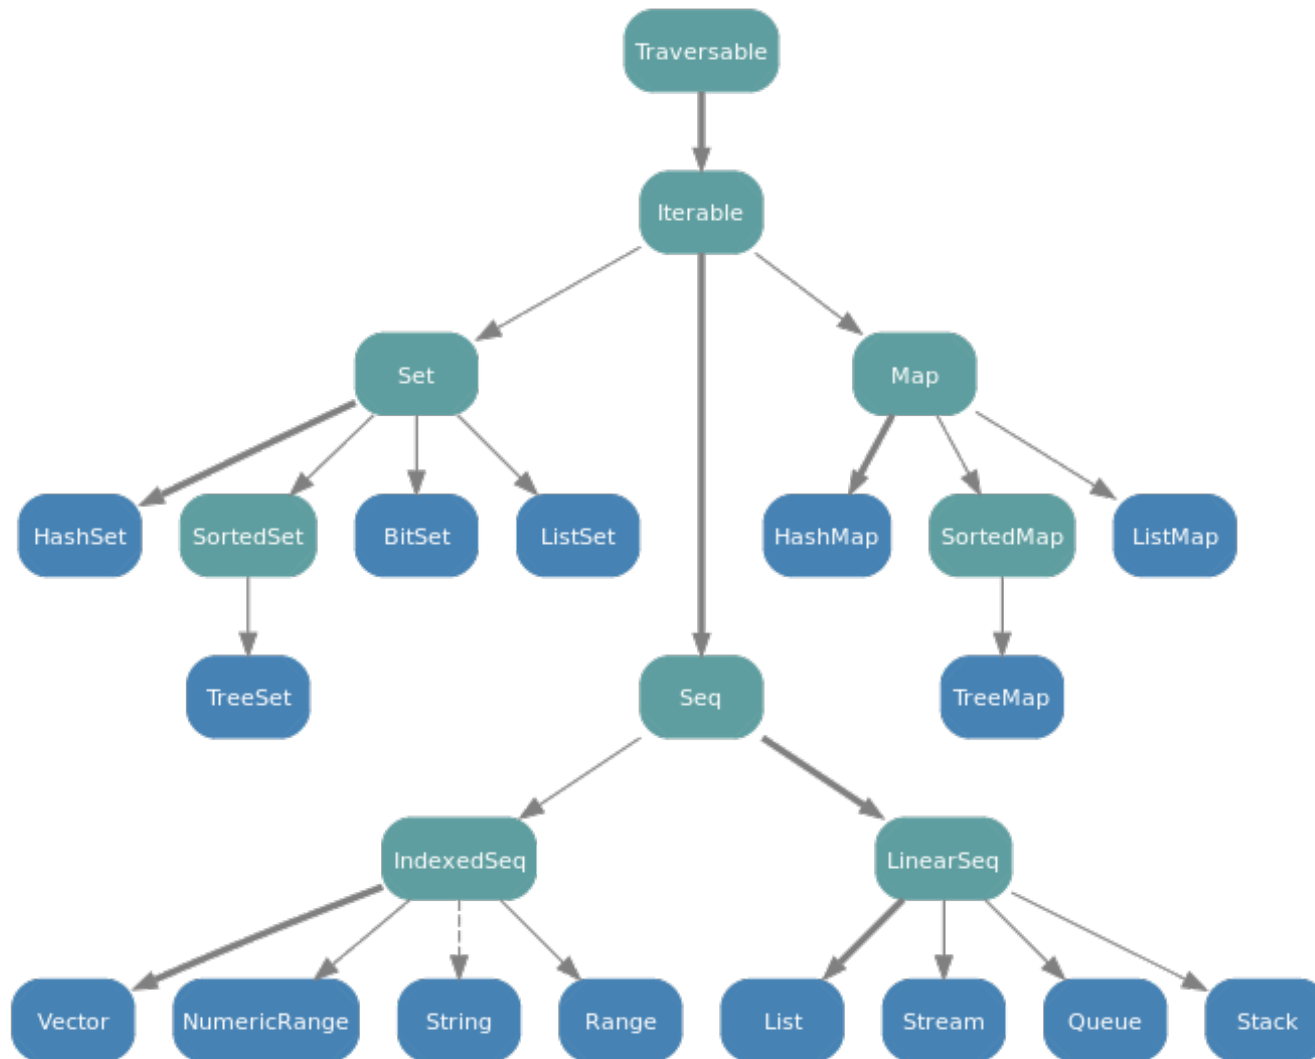 Traversable
Iterable
Set
Map
HashSet
SortedSet
BitSet
ListSet
HashMap
SortedMap
ListMap
TreeSet
Seq
TreeMap
IndexedSeq
LinearSeq
Vector
NumericRange
String
Range
List
Stream
Queue
Stack